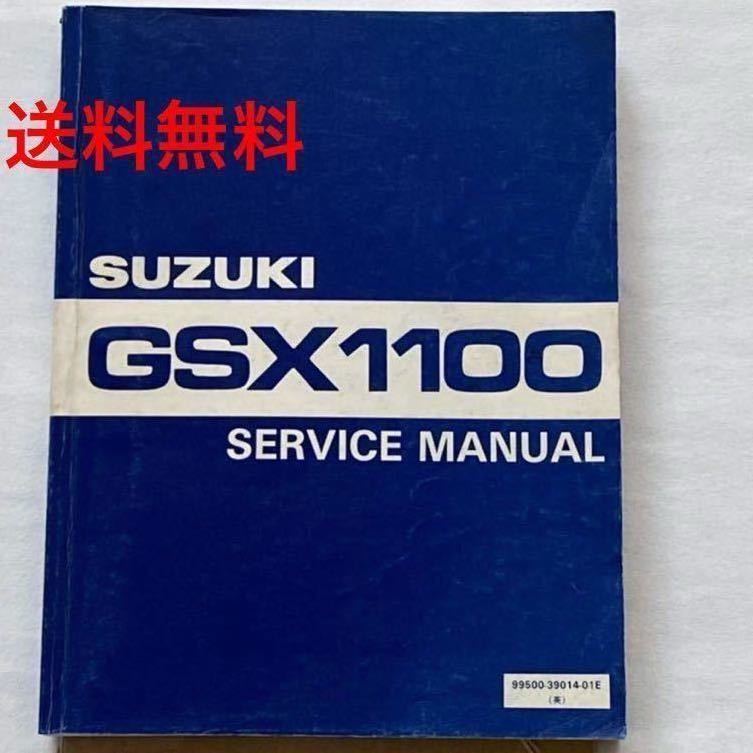 送料無料
SUZUKI
GSX1100
SERVICE MANUAL
99500-39014-01E
(英)